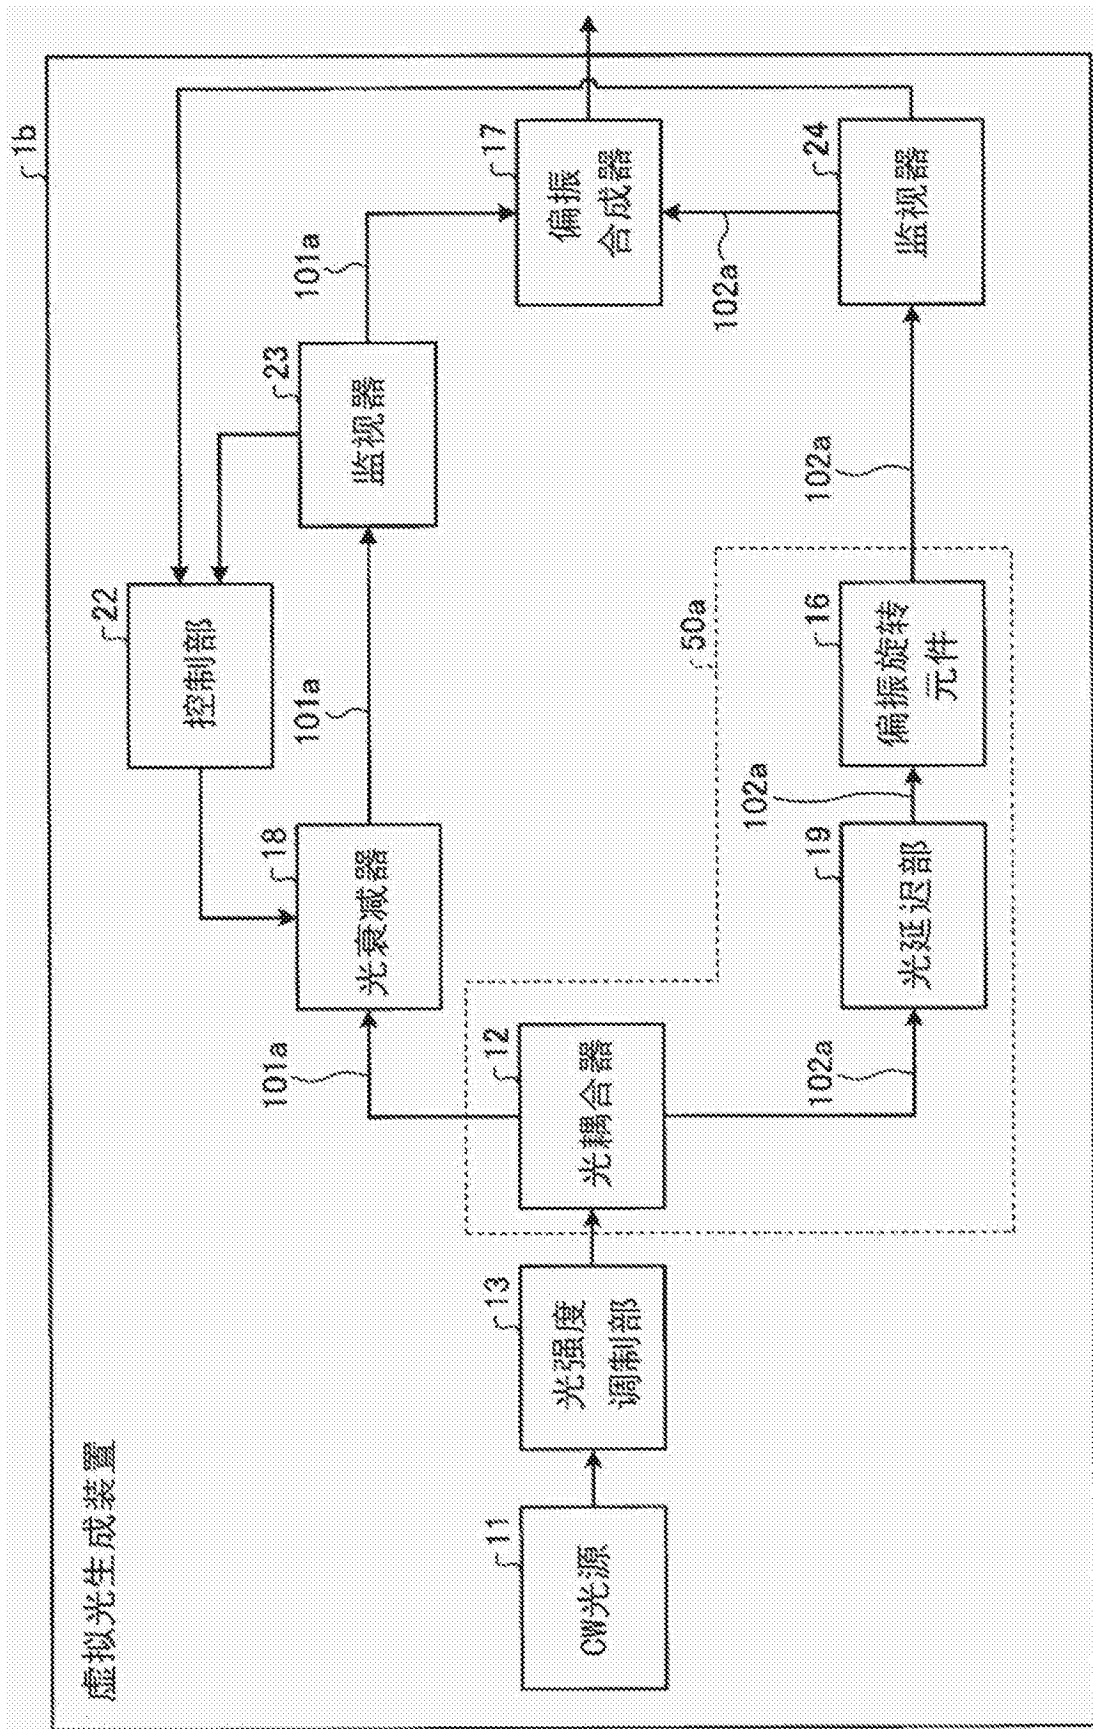 虚拟光生成装置
1b
11
CW光源
13
光强度
调制部
12
光耦合器
101a
102a
18
光衰减器
19
光延迟部
102a
16
偏振旋转
元件
50a
22
控制部
101a
23
监视器
102a
101a
17
偏振
合成器
102a
24
监视器